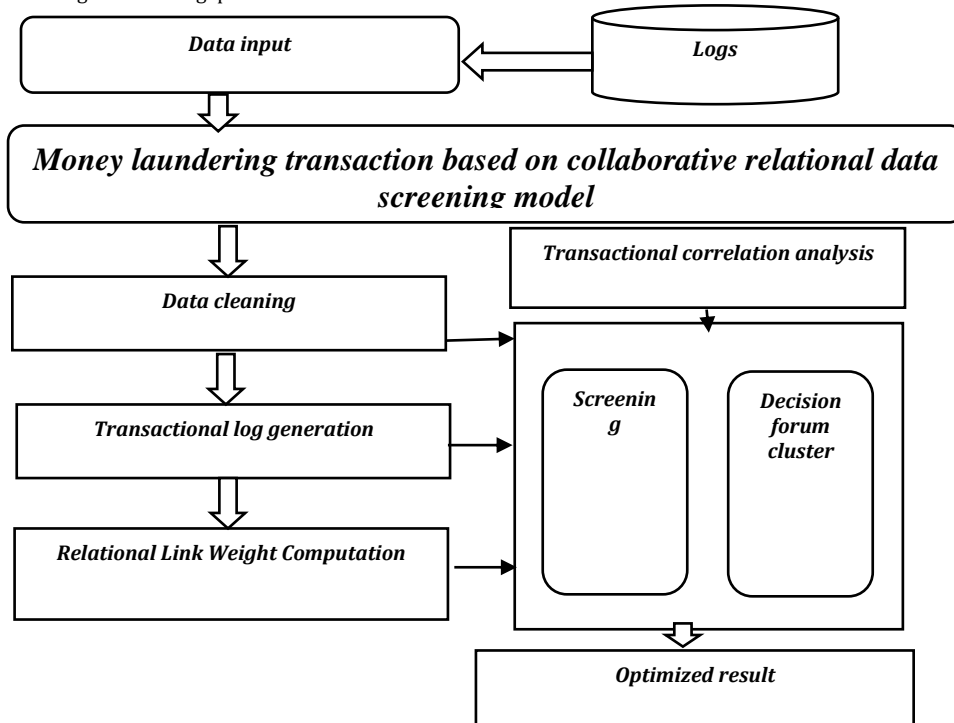 Data input
Logs
Money laundering transaction based on collaborative relational data
screening model
Transactional correlation analysis
Data cleaning
Screenin
g
Decision
forum
cluster
Transactional log generation
Relational Link Weight Computation
Optimized result